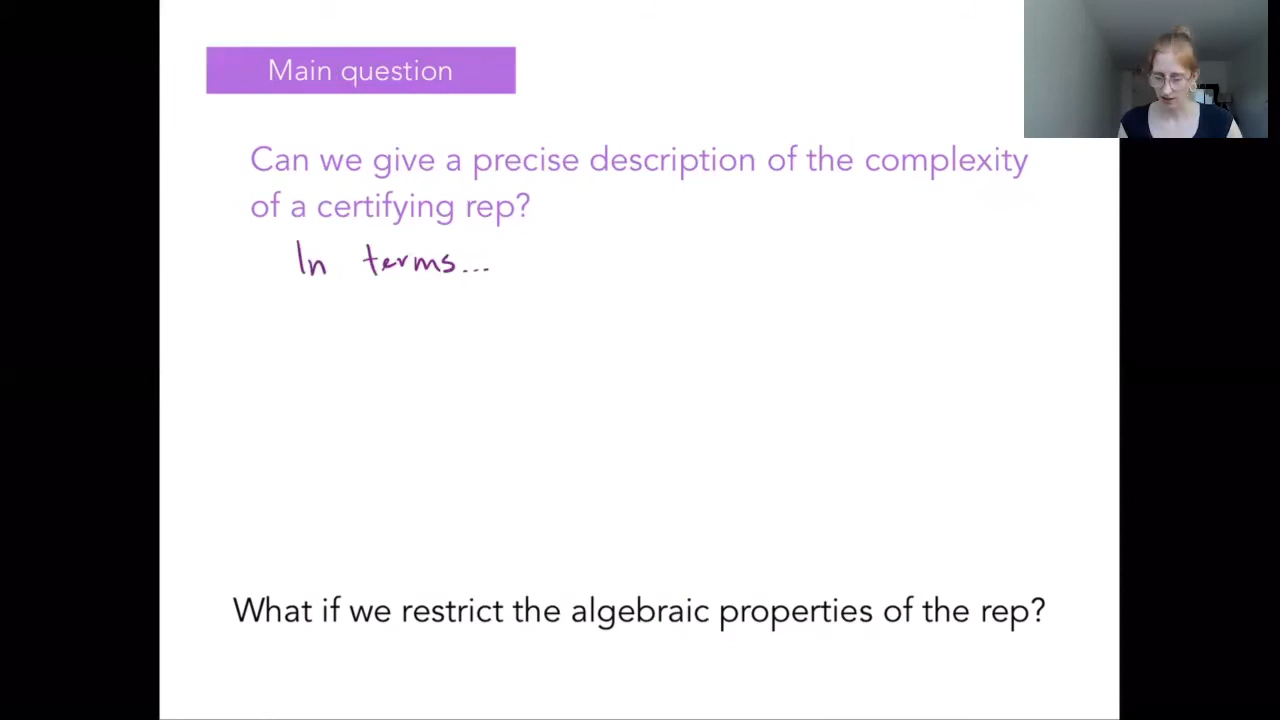 Main question
Can we give a precise description of the complexity
of a certifying rep?
In terms...
What if we restrict the algebraic properties of the rep?